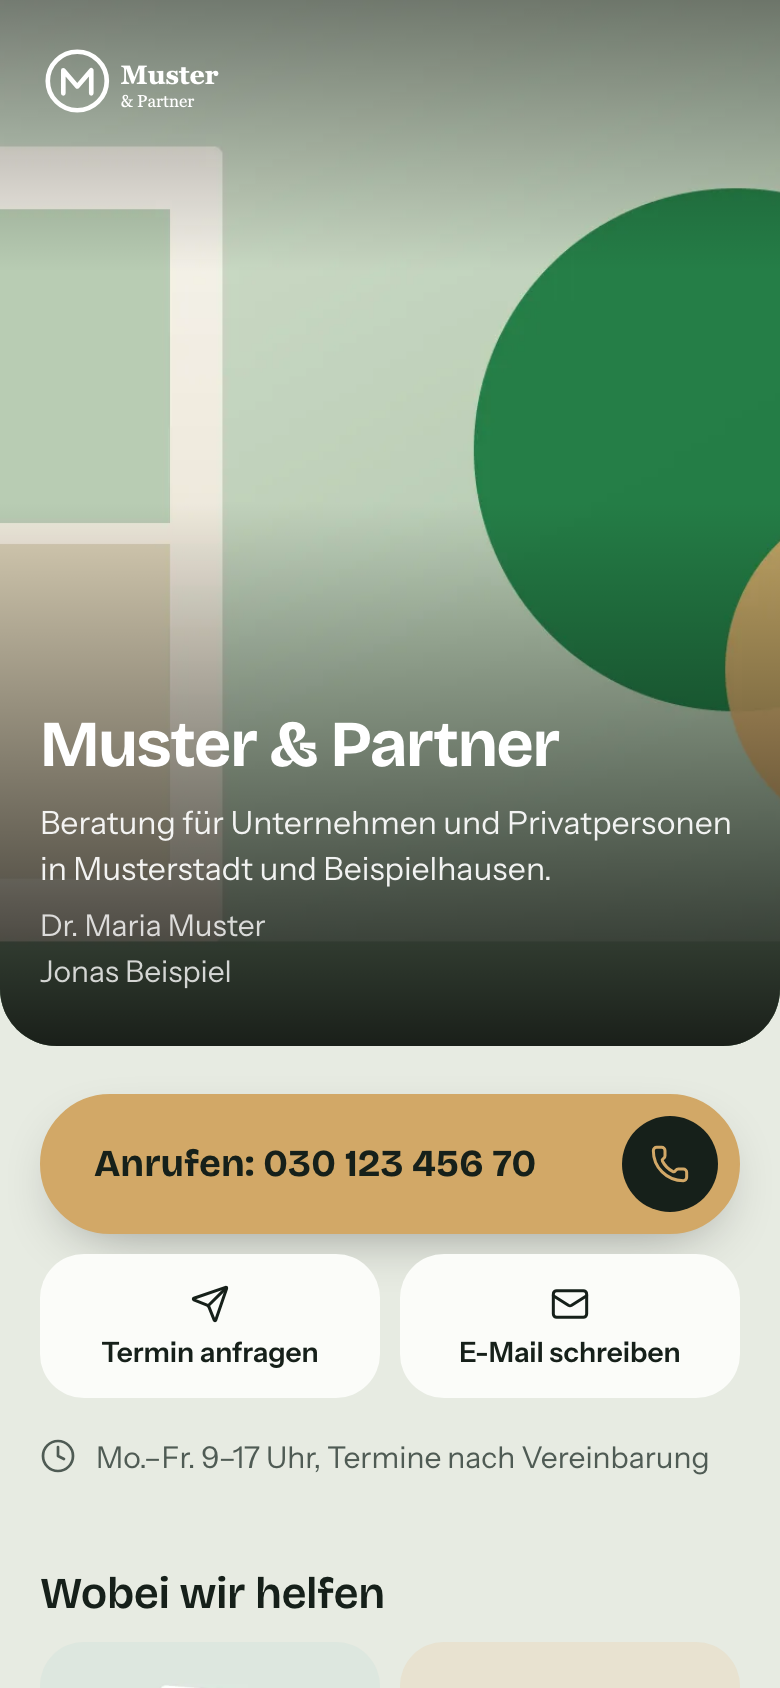 Muster
& Partner
Muster & Partner
Beratung für Unternehmen und Privatpersonen
in Musterstadt und Beispielhausen.
Dr. Maria Muster
Jonas Beispiel
Anrufen: 030 123 456 70
Termin anfragen
E-Mail schreiben
Mo.–Fr. 9–17 Uhr, Termine nach Vereinbarung
Wobei wir helfen